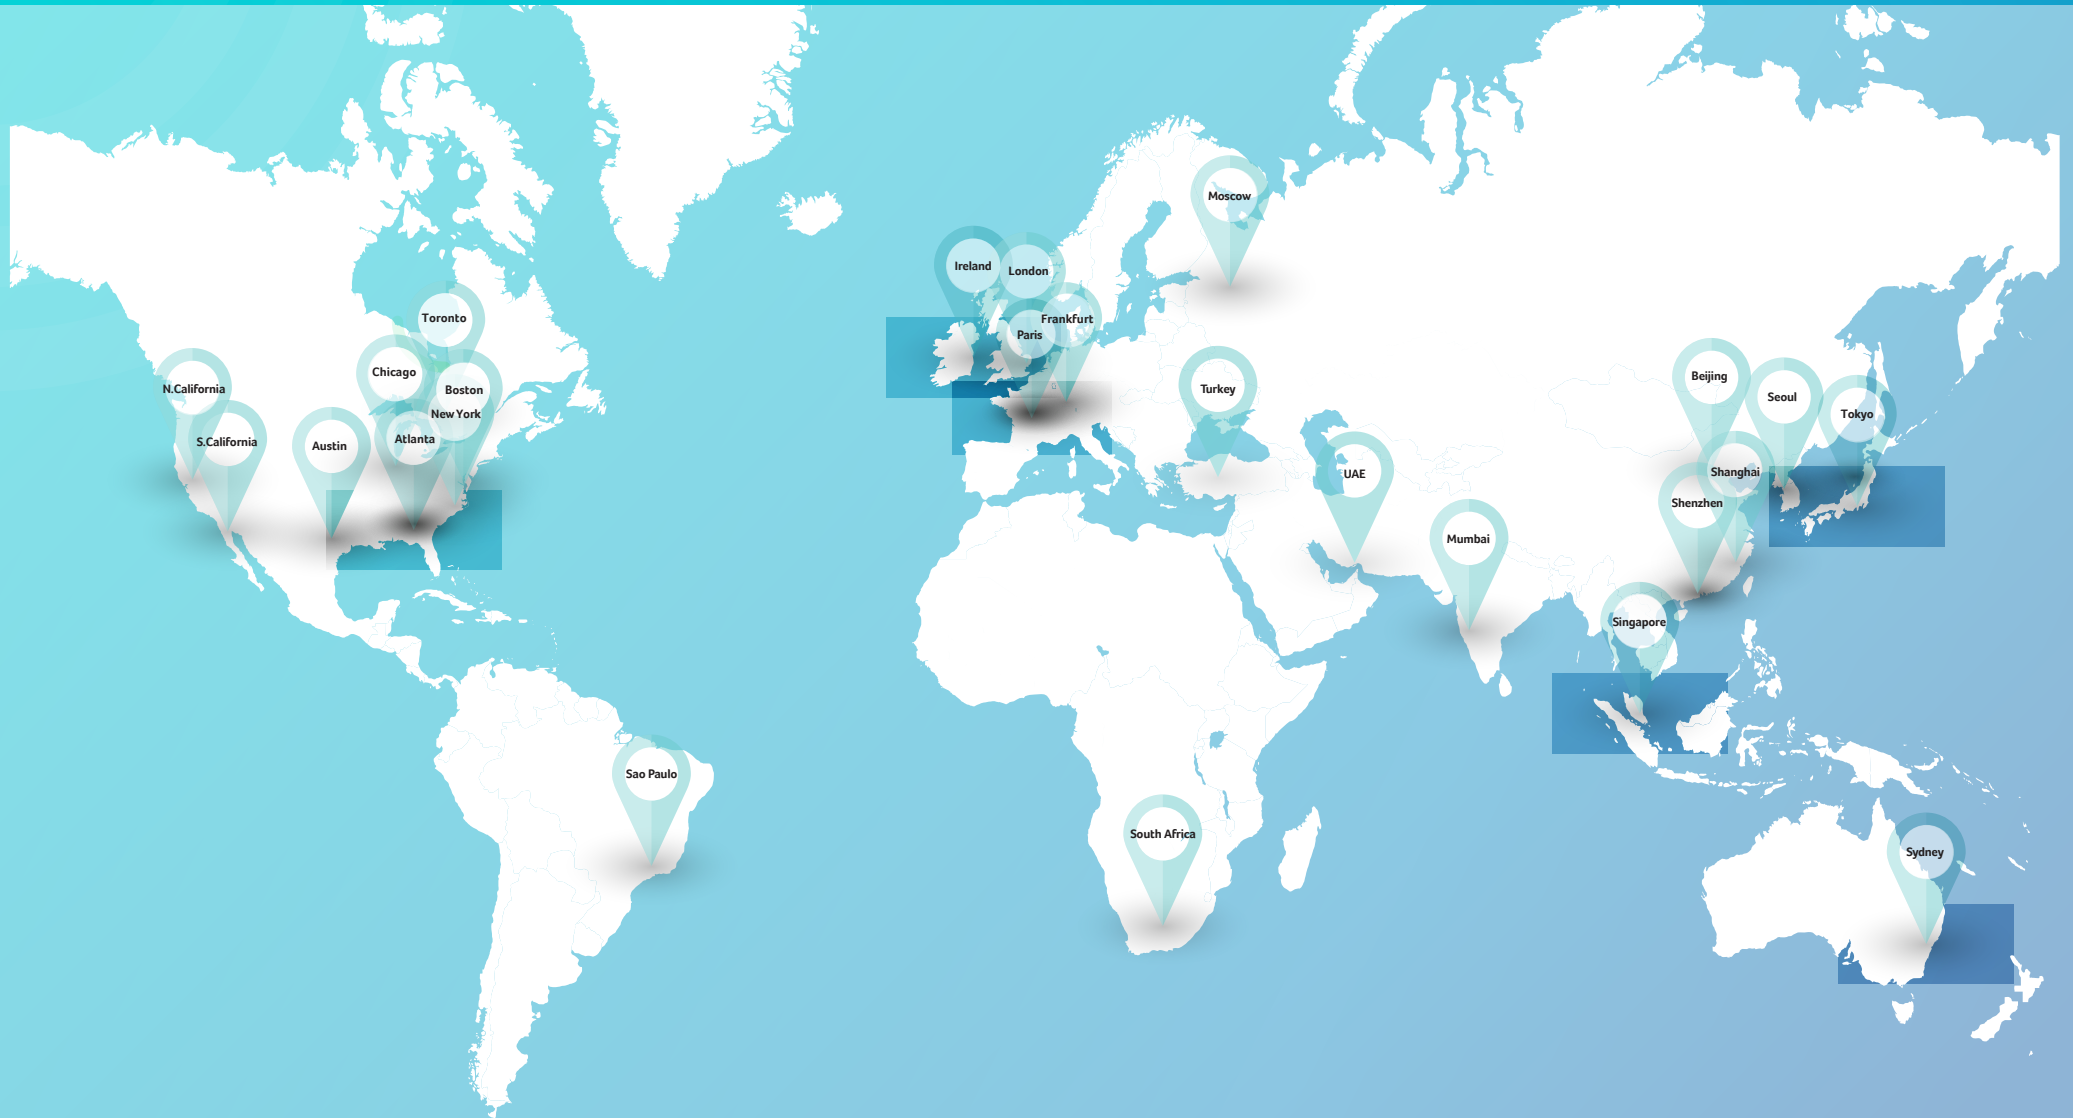 Moscow
Ireland
London
Toronto
Frankfurt
Paris
Chicago
Boston
N.California
New York
S.California
Austin
Atlanta
Turkey
Beijing
Seoul
Tokyo
UAE
Shanghai
Shenzhen
Mumbai
Singapore
Sao Paulo
South Africa
Sydney